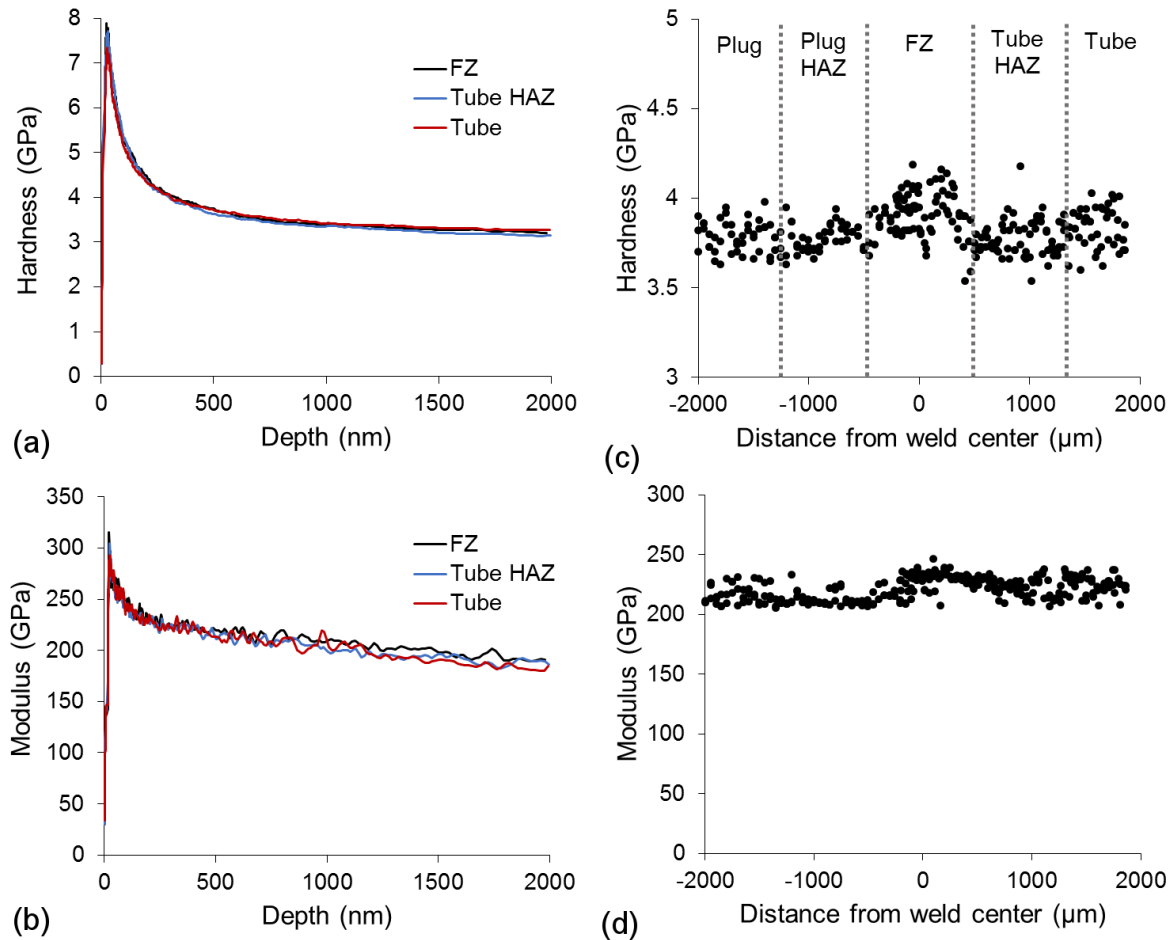 8
7
6
5
4
3
2
1
0
Hardness (GPa)
FZ
Tube HAZ
Tube
0
500
1000
1500
2000
Depth (nm)
(a)
5
4.5
4
3.5
3
Hardness (GPa)
Plug
Plug
HAZ
FZ
Tube
HAZ
Tube
-2000
-1000
0
1000
2000
Distance from weld center (µm)
(c)
350
300
250
200
150
100
50
0
Modulus (GPa)
FZ
Tube HAZ
Tube
0
500
1000
1500
2000
Depth (nm)
(b)
300
250
200
150
100
50
0
Modulus (GPa)
-2000
-1000
0
1000
2000
Distance from weld center (µm)
(d)